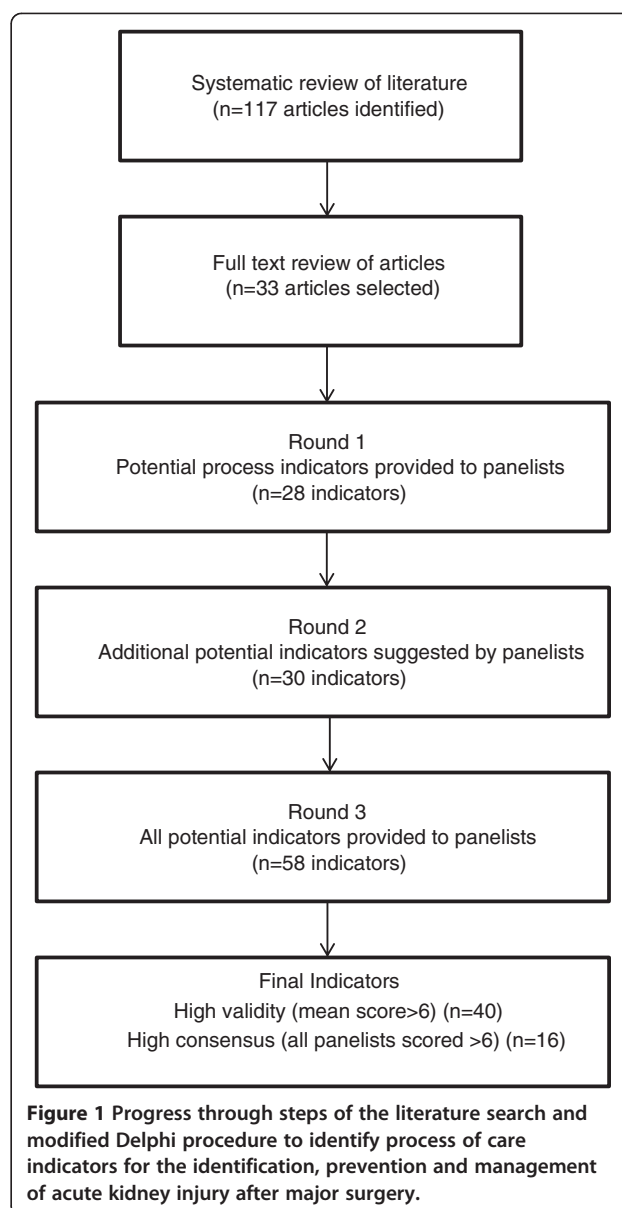 Systematic review of literature
(n=117 articles identified)
Full text review of articles
(n=33 articles selected)
Round 1
Potential process indicators provided to panelists
(n=28 indicators)
Round 2
Additional potential indicators suggested by panelists
(n=30 indicators)
Round 3
All potential indicators provided to panelists
(n=58 indicators)
Final Indicators
High validity (mean score>6) (n=40)
High consensus (all panelists scored >6) (n=16)
Figure 1 Progress through steps of the literature search and
modified Delphi procedure to identify process of care
indicators for the identification, prevention and management
of acute kidney injury after major surgery.